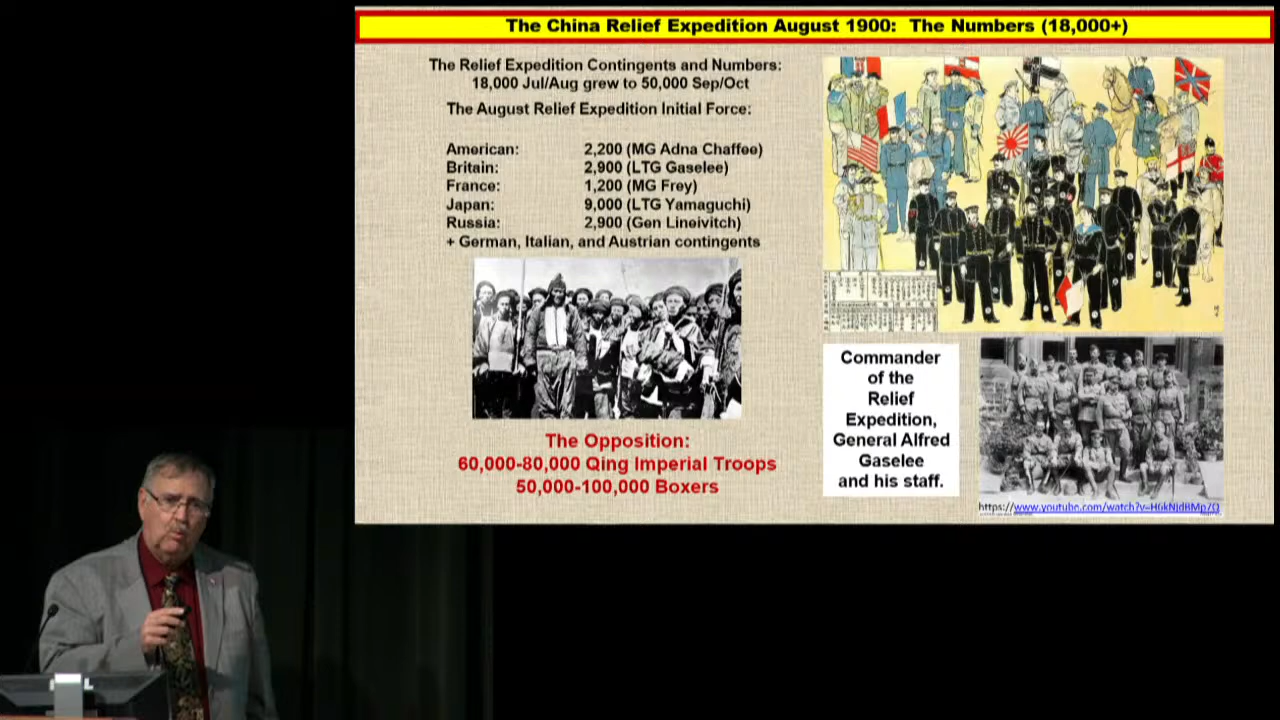 The China Relief Expedition August 1900: The Numbers (18,000+)
The Relief Expedition Contingents and Numbers:
18,000 Jul/Aug grew to 50,000 Sep/Oct
The August Relief Expedition Initial Force:
American: 2,200 (MG Adna Chaffee)
Britain: 2,900 (LTG Gaselee)
France: 1,200 (MG Frey)
Japan: 9,000 (LTG Yamaguchi)
Russia: 2,900 (Gen Lineivitch)
+ German, Italian, and Austrian contingents
The Opposition:
60,000-80,000 Qing Imperial Troops
50,000-100,000 Boxers
Commander
of the
Relief
Expedition,
General Alfred
Gaselee
and his staff.